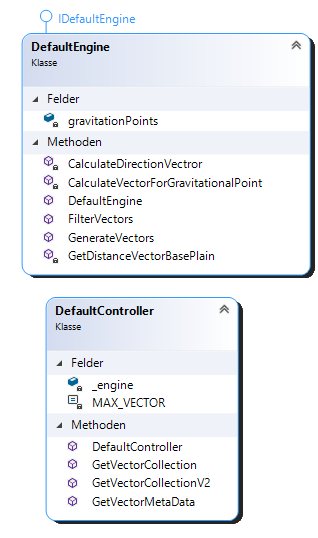 IDefaultEngine
DefaultEngine
Klasse
Felder
gravitationPoints
Methoden
CalculateDirectionVectror
CalculateVectorForGravitationalPoint
DefaultEngine
FilterVectors
GenerateVectors
GetDistanceVectorBasePlain
DefaultController
Klasse
Felder
_engine
MAX_VECTOR
Methoden
DefaultController
GetVectorCollection
GetVectorCollectionV2
GetVectorMetaData